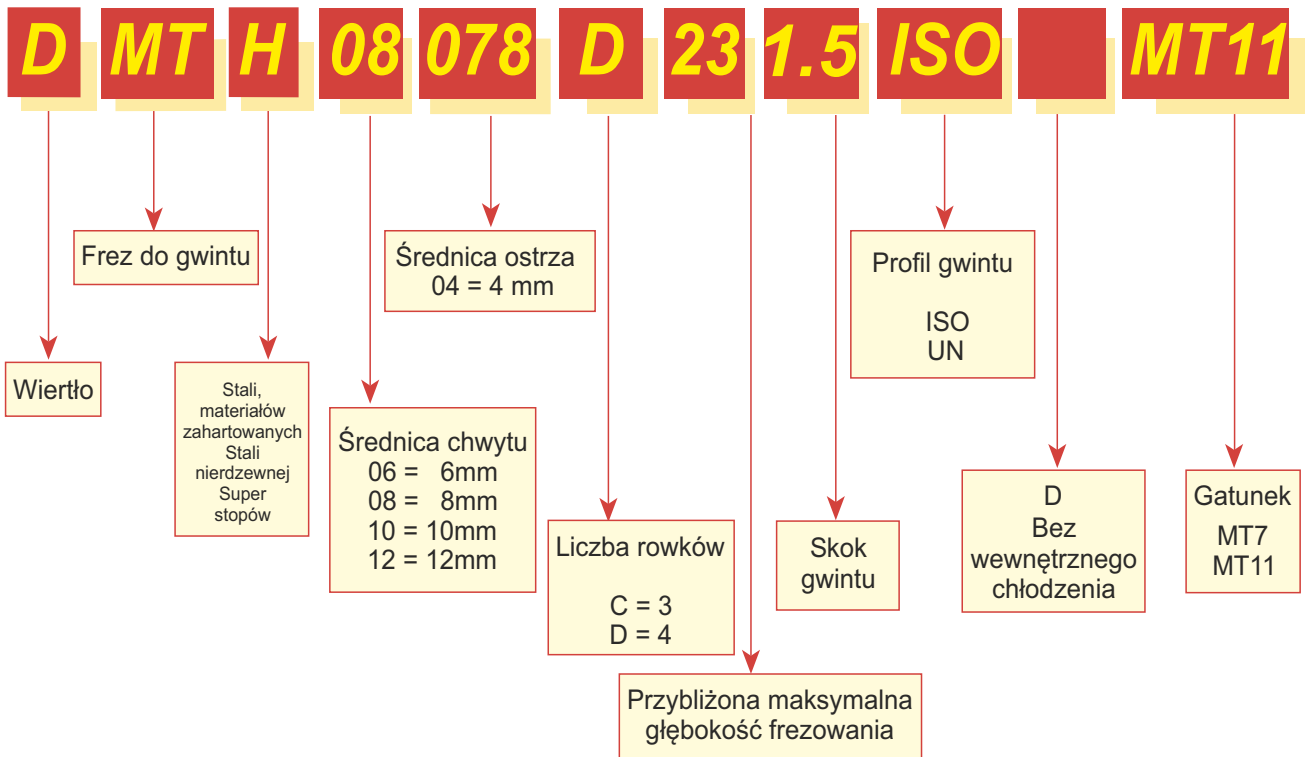 D MT H 08 078 D 23 1.5 ISO MT11
Frez do gwintu
Średnica ostrza
04 = 4 mm
Profil gwintu
ISO
UN
Wiertło
Stali,
materiałów
zahartowanych
Stali
nierdzewnej
Super
stopów
Średnica chwytu
06 = 6mm
08 = 8mm
10 = 10mm
12 = 12mm
Liczba rowków
C = 3
D = 4
Skok
gwintu
D
Bez
wewnętrznego
chłodzenia
Gatunek
MT7
MT11
Przybliżona maksymalna
głębokość frezowania